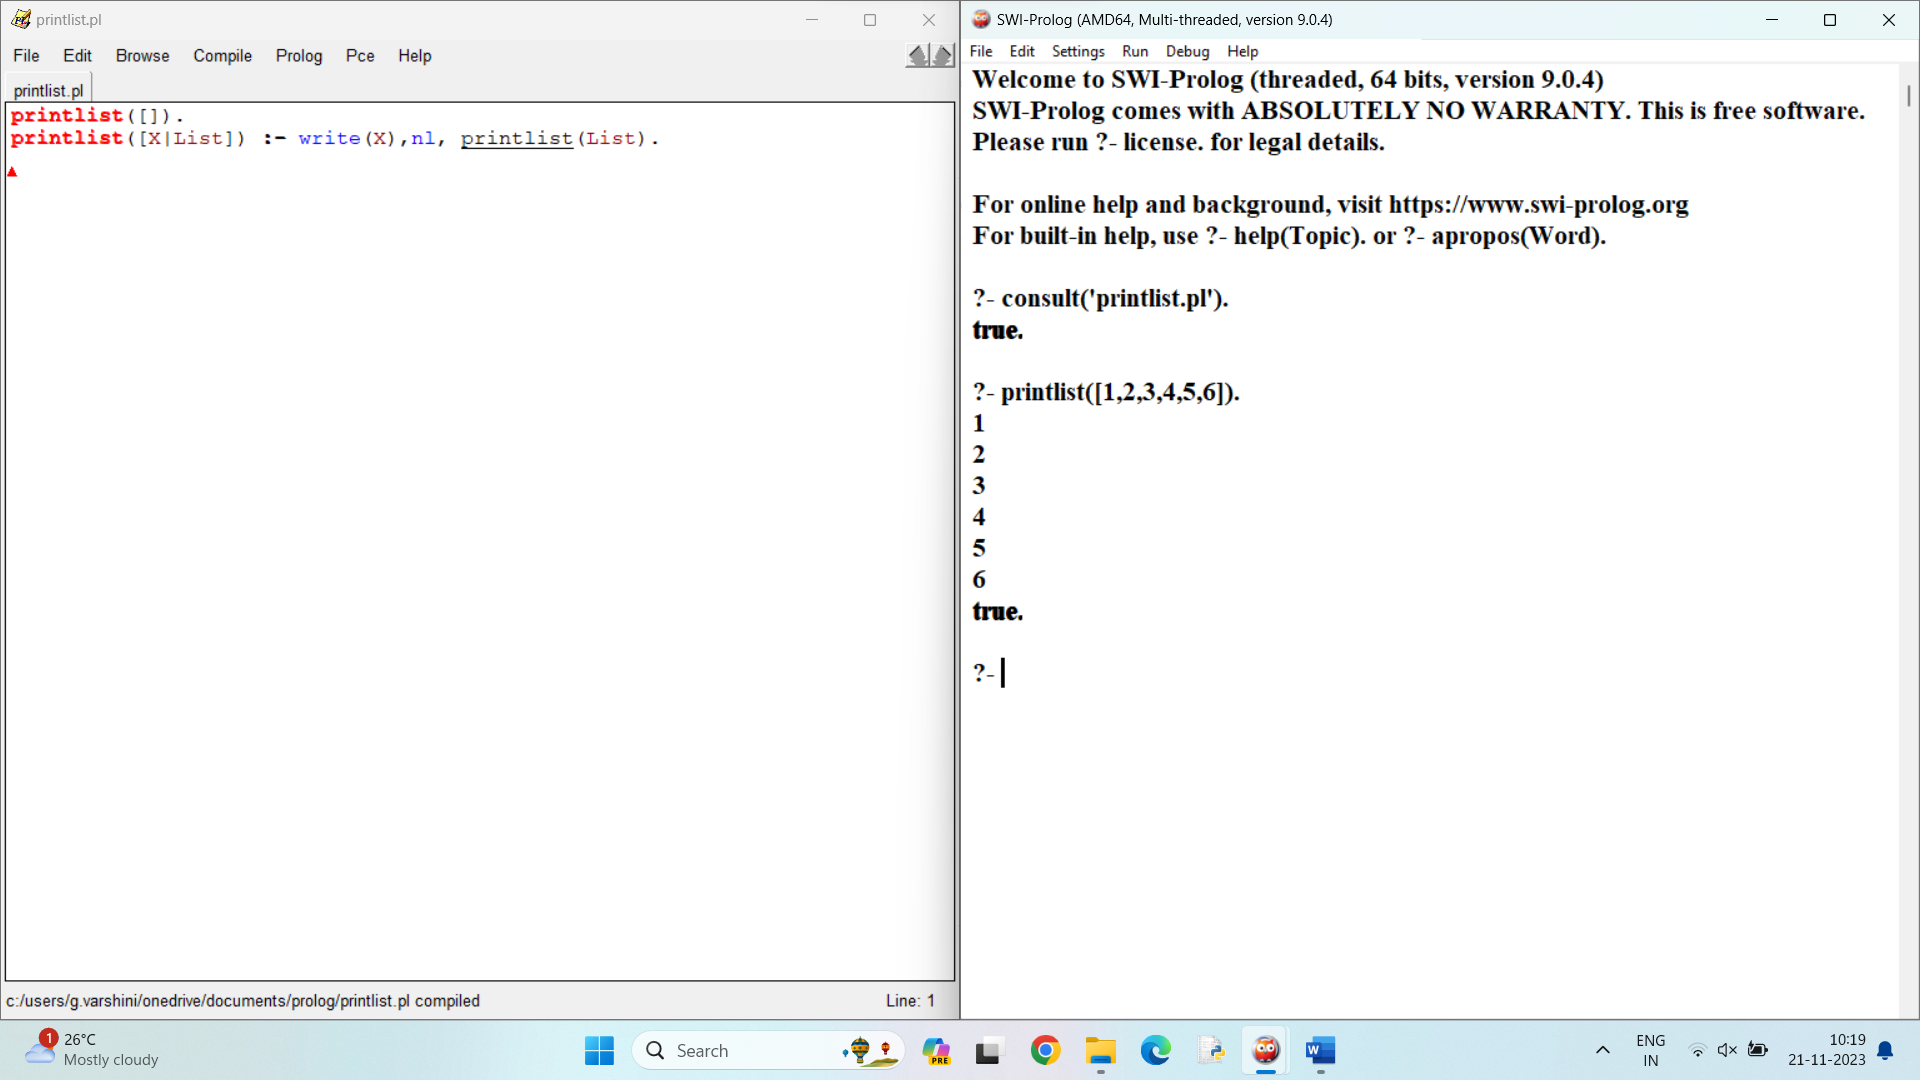 printlist.pl
File Edit Browse Compile Prolog Pce Help
printlist.pl
printlist([]).
printlist([X|List]) :- write(X),nl, printlist(List).
c:/users/g.varshini/onedrive/documents/prolog/printlist.pl compiled
Line: 1
SWI-Prolog (AMD64, Multi-threaded, version 9.0.4)
File Edit Settings Run Debug Help
Welcome to SWI-Prolog (threaded, 64 bits, version 9.0.4)
SWI-Prolog comes with ABSOLUTELY NO WARRANTY. This is free software.
Please run ?- license. for legal details.
For online help and background, visit https://www.swi-prolog.org
For built-in help, use ?- help(Topic). or ?- apropos(Word).
?- consult('printlist.pl').
true.
?- printlist([1,2,3,4,5,6]).
1
2
3
4
5
6
true.
?-
1
26°C
Mostly cloudy
Search
PRE
W
ENG
IN
10:19
21-11-2023